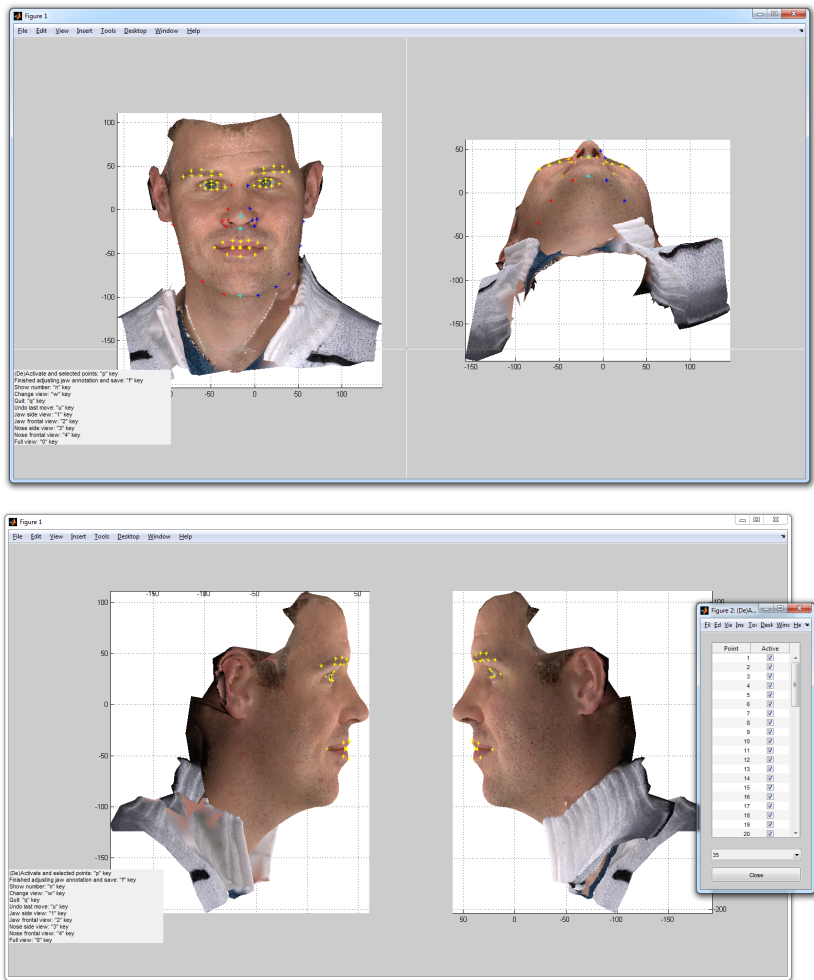 Figure 1
File Edit View Insert Tools Desktop Window Help
100
50
0
-50
-100
-150
-50 0 50 100
50
0
-50
-100
-150
-150 -100 -50 0 50 100
(De)Activate and selected points: "p" key
Finished adjusting jaw annotation and save: "f" key
Show number: "n" key
Change view: "w" key
Quit: "q" key
Undo last move: "u" key
Jaw side view: "1" key
Jaw frontal view: "2" key
Nose side view: "3" key
Nose frontal view: "4" key
Full view: "0" key
Figure 1
File Edit View Insert Tools Desktop Window Help
-150 -100 -50 50
100
50
0
-50
-100
-150
100
-200
50 0 -50 -100 -150
(De)Activate and selected points: "p" key
Finished adjusting jaw annotation and save: "f" key
Show number: "n" key
Change view: "w" key
Quit: "q" key
Undo last move: "u" key
Jaw side view: "1" key
Jaw frontal view: "2" key
Nose side view: "3" key
Nose frontal view: "4" key
Full view: "0" key
Figure 2: (De)A...
Fil Ed Vie Ins Too Desk Winc He
Point Active
1
2
3
4
5
6
7
8
9
10
11
12
13
14
15
16
17
18
19
20
35
Close